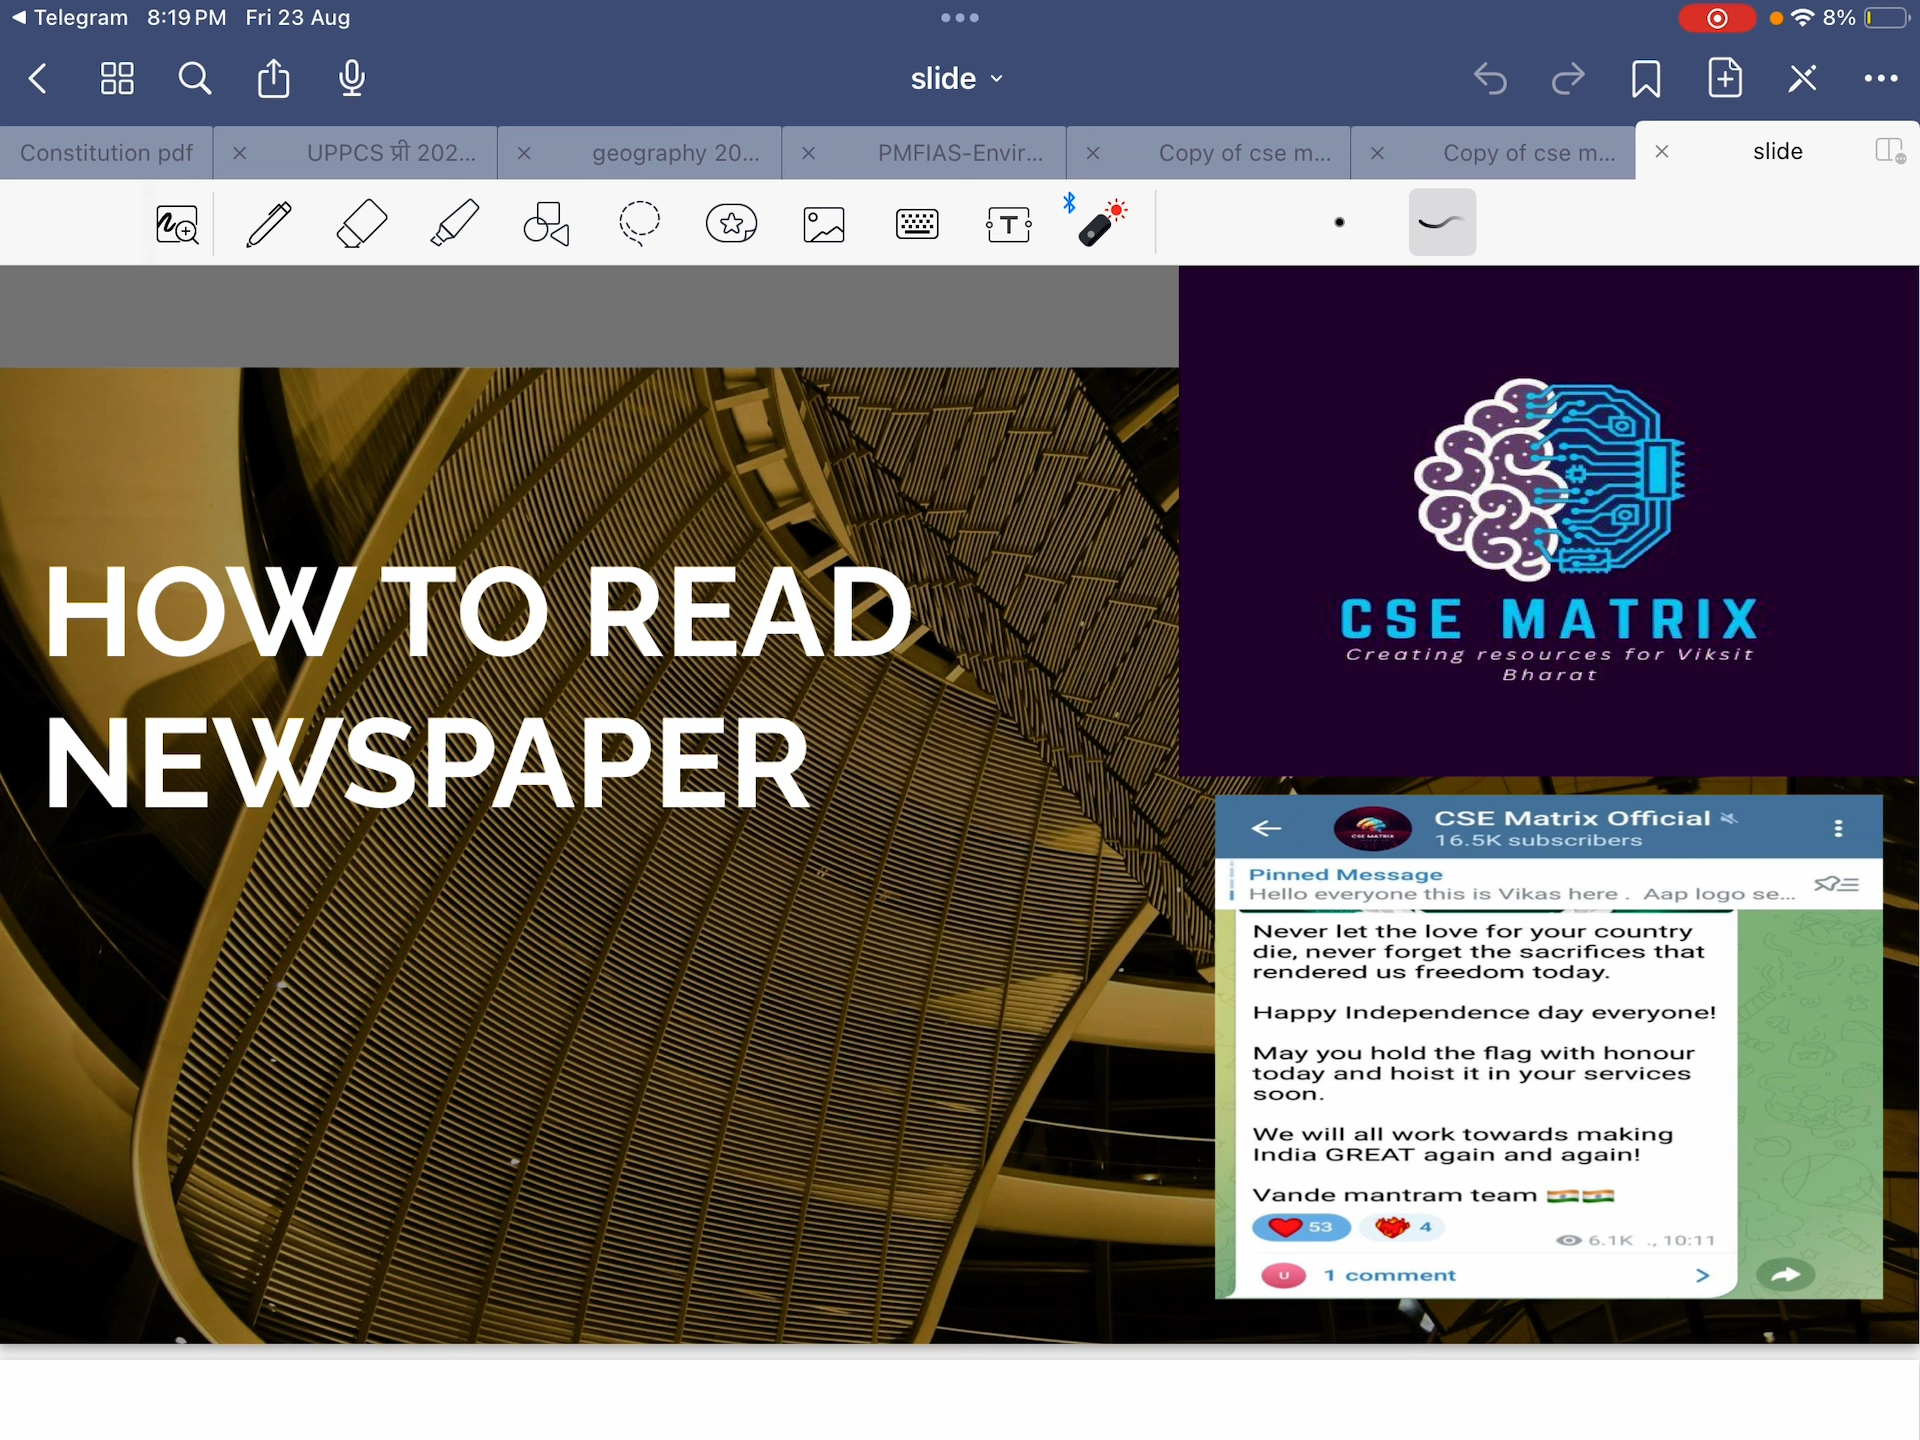 Telegram 8:19 PM Fri 23 Aug
8%
slide
Constitution pdf
UPPCS प्री 202...
geography 20...
PMFIAS-Envir...
Copy of cse m...
Copy of cse m...
slide
T
HOW TO READ
NEWSPAPER
CSE MATRIX
Creating resources for Viksit
Bharat
CSE MATRIX
CSE Matrix Official
16.5K subscribers
Pinned Message
Hello everyone this is Vikas here . Aap logo se...
Never let the love for your country
die, never forget the sacrifices that
rendered us freedom today.
Happy Independence day everyone!
May you hold the flag with honour
today and hoist it in your services
soon.
We will all work towards making
India GREAT again and again!
Vande mantram team 🇮🇳🇮🇳
53 4
6.1K ., 10:11
U 1 comment